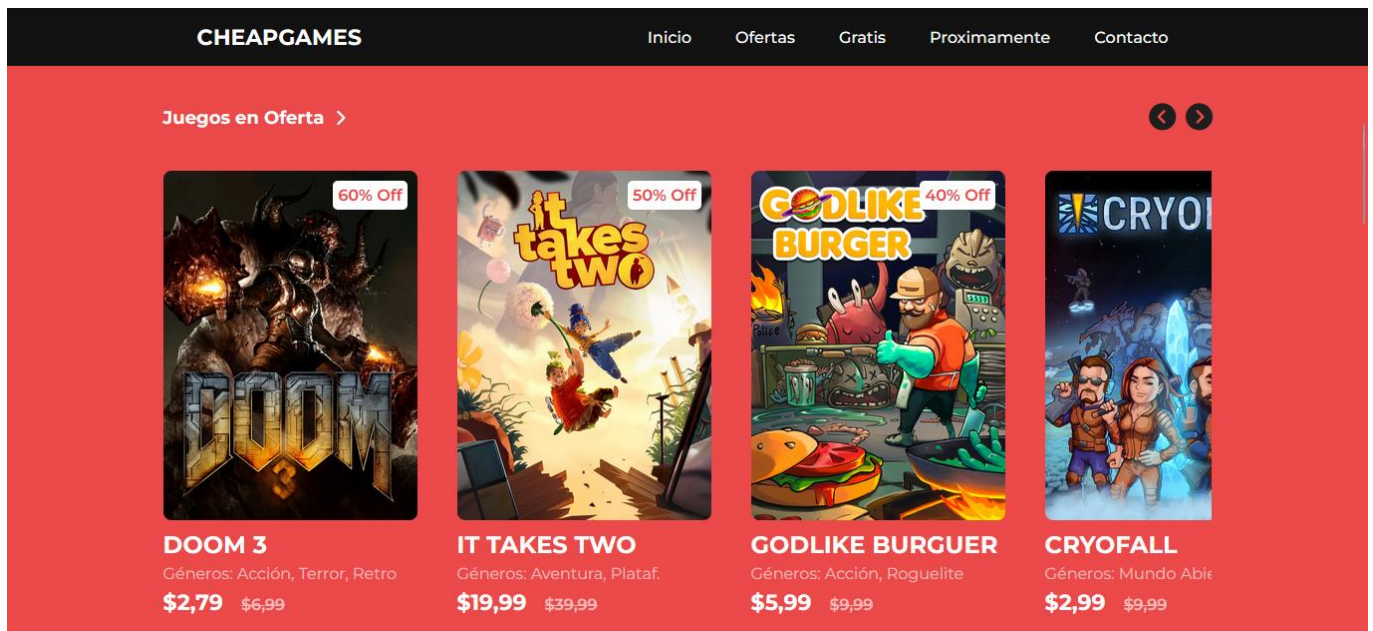 CHEAPGAMES Inicio Ofertas Gratis Proximamente Contacto
Juegos en Oferta >
60% Off
DOOM
3
DOOM 3
Géneros: Acción, Terror, Retro
$2,79 $6,99
50% Off
it
takes
two
IT TAKES TWO
Géneros: Aventura, Plataf.
$19,99 $39,99
40% Off
GODLIKE
BURGER
Police
GODLIKE BURGUER
Géneros: Acción, Roguelite
$5,99 $9,99
CRYO
CRYOFALL
Géneros: Mundo Abie
$2,99 $9,99